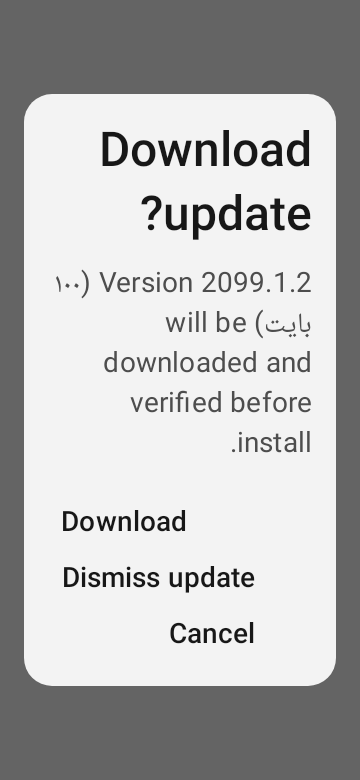 Download
update?
Version 2099.1.2 (١٠٠
بايت) will be
downloaded and
verified before
install.
Download
Dismiss update
Cancel